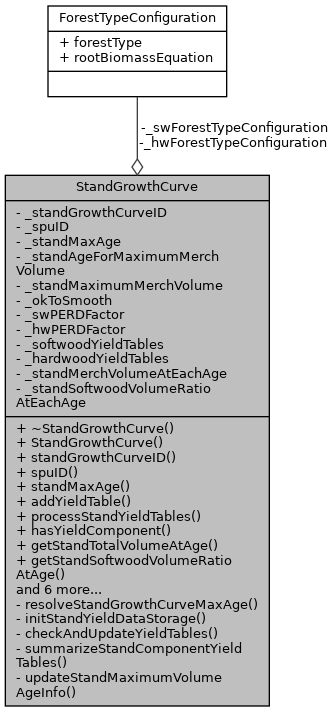 ForestTypeConfiguration
+ forestType
+ rootBiomassEquation
-_swForestTypeConfiguration
-_hwForestTypeConfiguration
StandGrowthCurve
- _standGrowthCurveID
- _spuID
- _standMaxAge
- _standAgeForMaximumMerch
Volume
- _standMaximumMerchVolume
- _okToSmooth
- _swPERDFactor
- _hwPERDFactor
- _softwoodYieldTables
- _hardwoodYieldTables
- _standMerchVolumeAtEachAge
- _standSoftwoodVolumeRatio
AtEachAge
+ ~StandGrowthCurve()
+ StandGrowthCurve()
+ standGrowthCurveID()
+ spuID()
+ standMaxAge()
+ addYieldTable()
+ processStandYieldTables()
+ hasYieldComponent()
+ getStandTotalVolumeAtAge()
+ getStandSoftwoodVolumeRatio
AtAge()
and 6 more...
- resolveStandGrowthCurveMaxAge()
- initStandYieldDataStorage()
- checkAndUpdateYieldTables()
- summarizeStandComponentYield
Tables()
- updateStandMaximumVolume
AgeInfo()